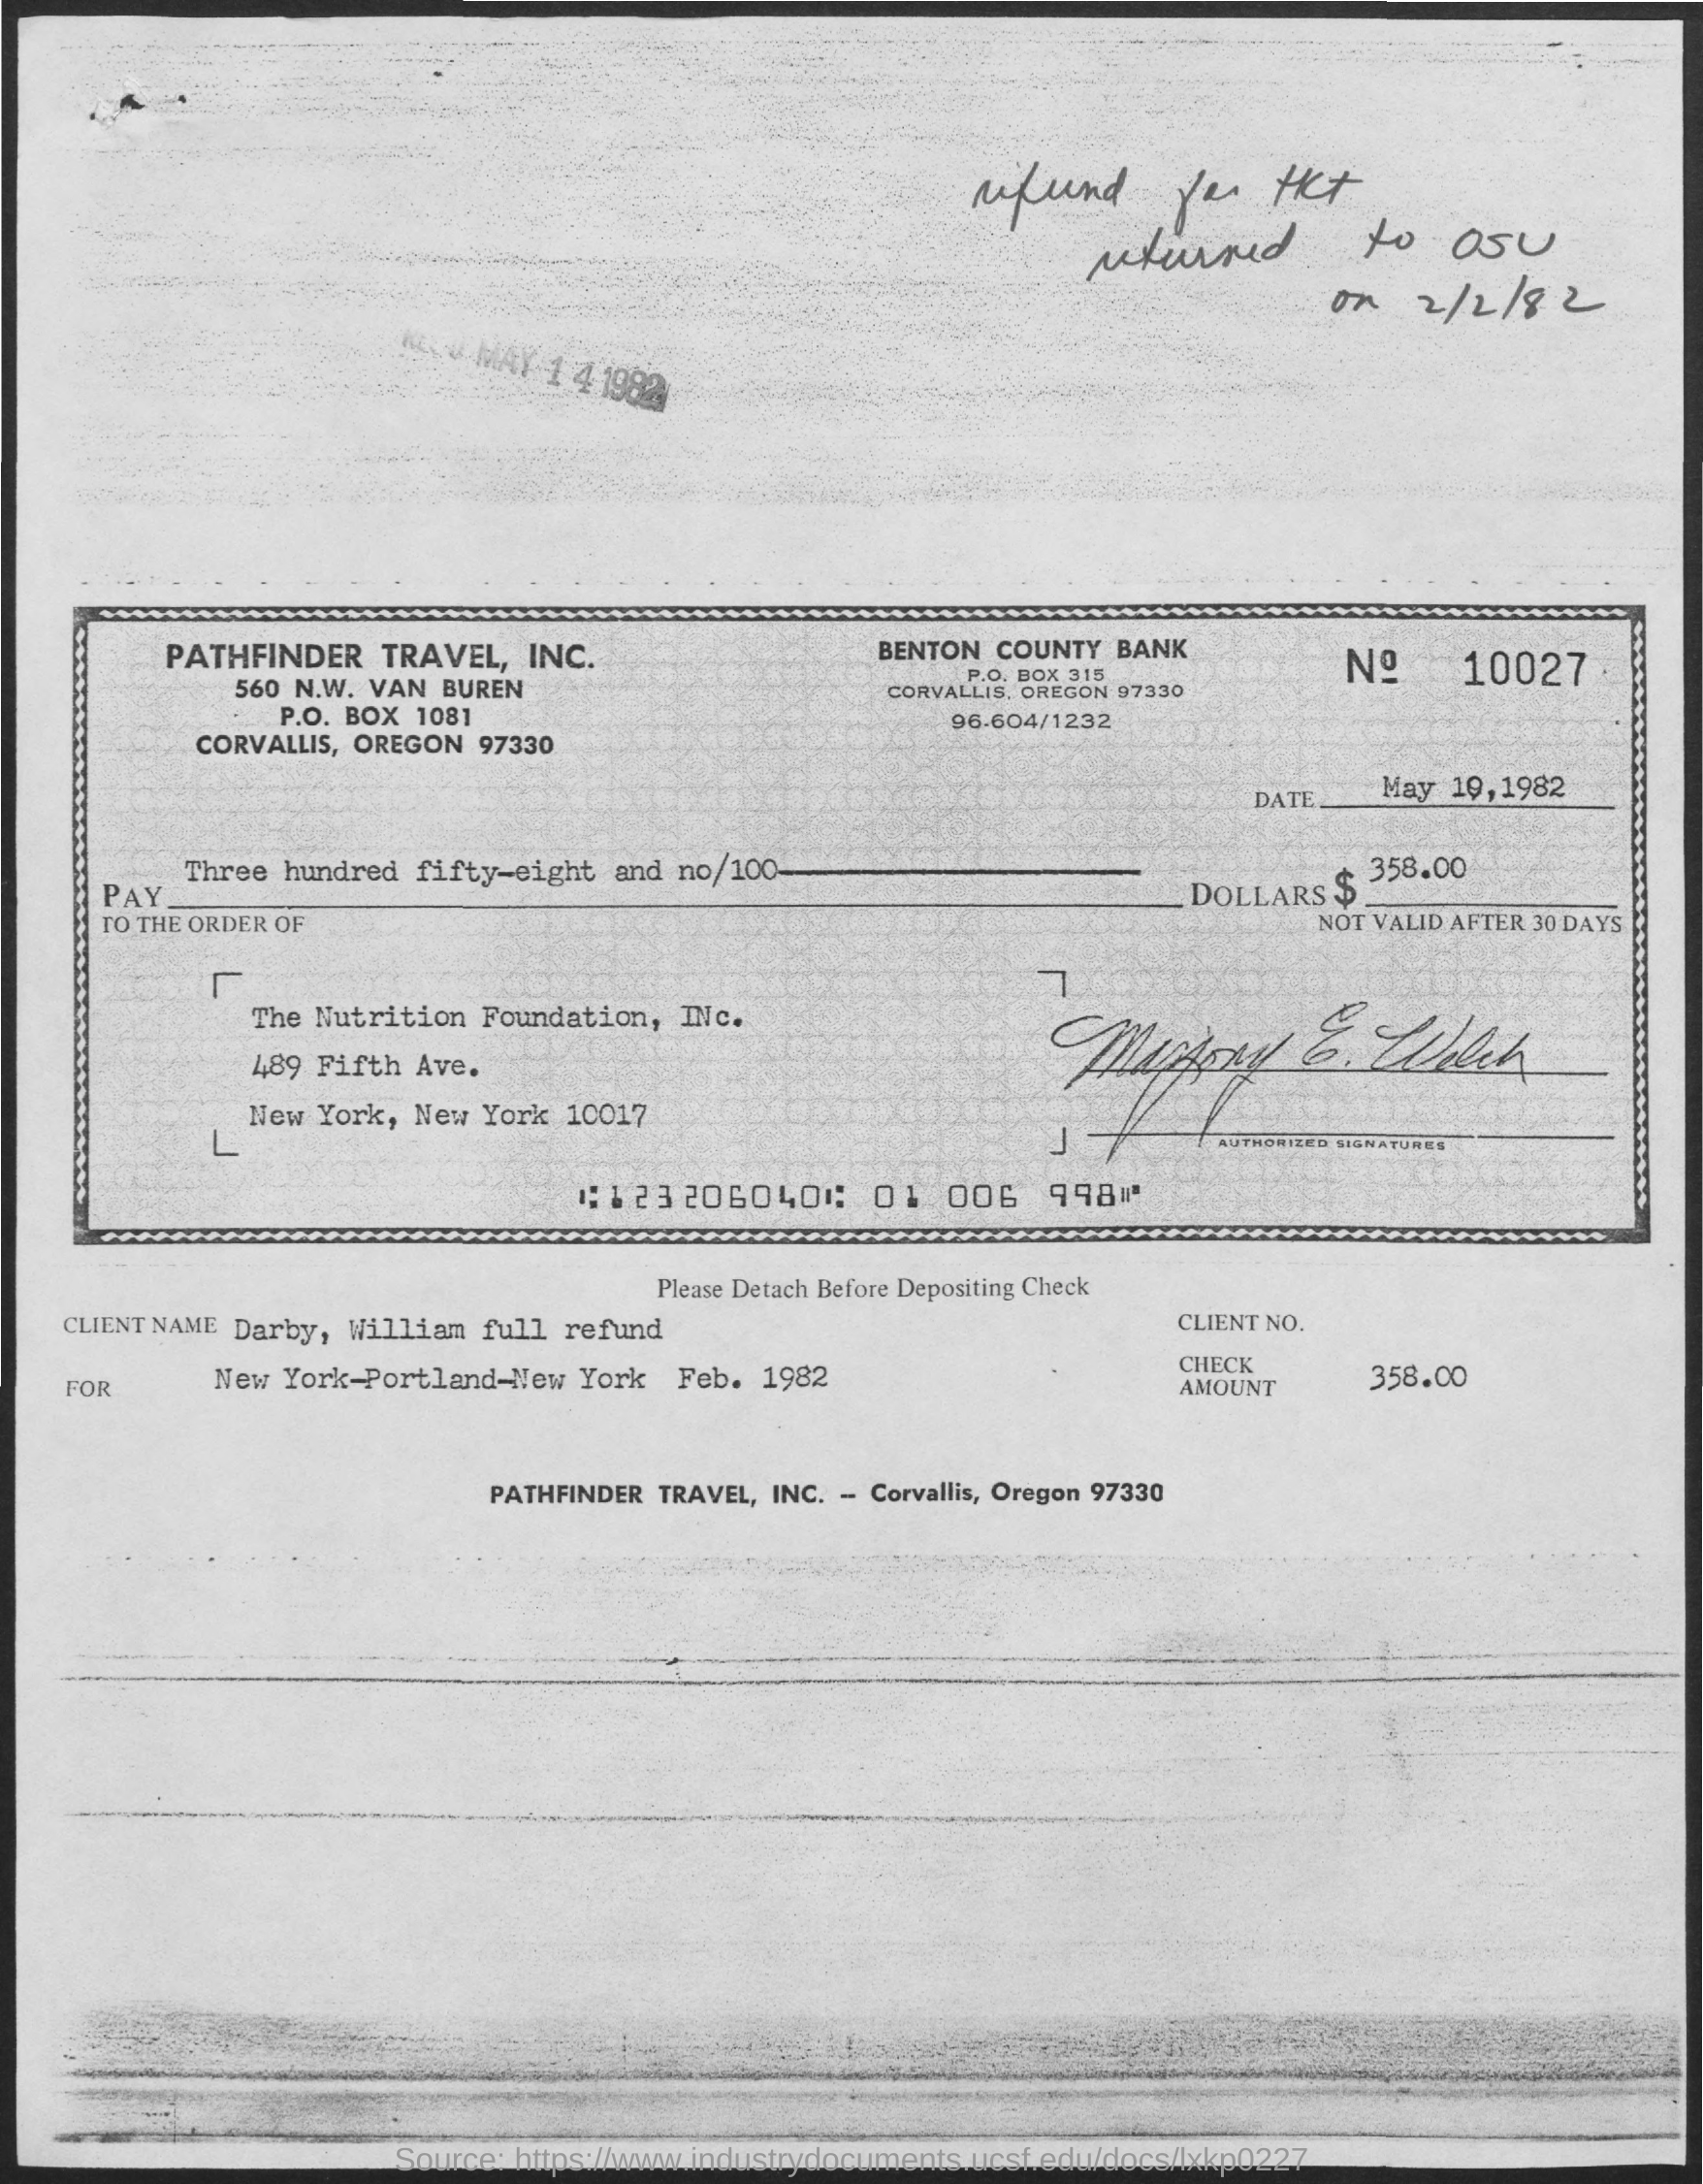 refund for tkt
returned to OSU
on 2/2/82
REC'D MAY 14 1982
PATHFINDER TRAVEL, INC.
560 N.W. VAN BUREN
P.O. BOX 1081
CORVALLIS, OREGON 97330
BENTON COUNTY BANK
P.O. BOX 315
CORVALLIS, OREGON 97330
96-604/1232
Nº 10027
DATE May 10,1982
PAY Three hundred fifty-eight and no/100 DOLLARS $ 358.00
TO THE ORDER OF
NOT VALID AFTER 30 DAYS
The Nutrition Foundation, INc.
489 Fifth Ave.
New York, New York 10017
Marjory E. Welch
AUTHORIZED SIGNATURES
⑆123206040⑆ 01 006 998⑈
Please Detach Before Depositing Check
CLIENT NAME Darby, William full refund
CLIENT NO.
FOR New York-Portland-New York Feb. 1982
CHECK
AMOUNT 358.00
PATHFINDER TRAVEL, INC. -- Corvallis, Oregon 97330
Source: https://www.industrydocuments.ucsf.edu/docs/lxkp0227